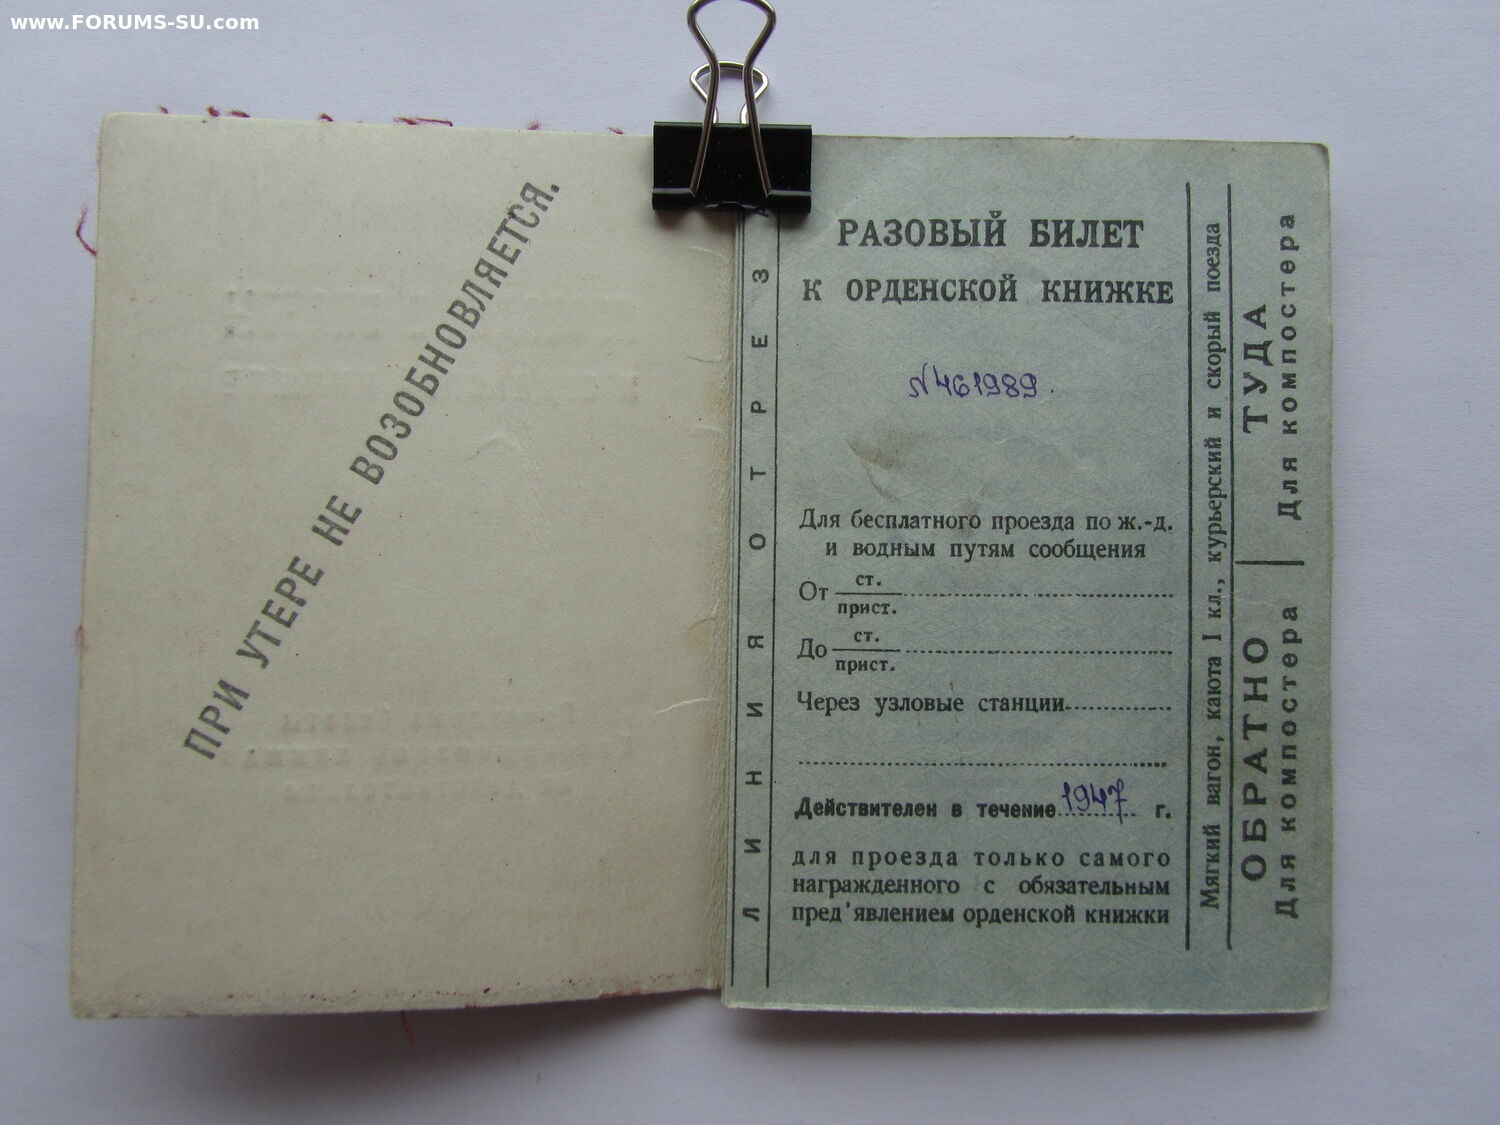 www.FORUMS-SU.com
ПРИ УТЕРЕ НЕ ВОЗОБНОВЛЯЕТСЯ.
ЛИНИЯ ОТРЕЗ
РАЗОВЫЙ БИЛЕТ
К ОРДЕНСКОЙ КНИЖКЕ
№461989.
Для бесплатного проезда по ж.-д.
и водным путям сообщения
От ст.
прист.
До ст.
прист.
Через узловые станции
Действителен в течение 1947 г.
для проезда только самого
награжденного с обязательным
пред'явлением орденской книжки
Мягкий вагон, каюта I кл., курьерский и скорый поезда
ОБРАТНО
Для компостера
ТУДА
Для компостера